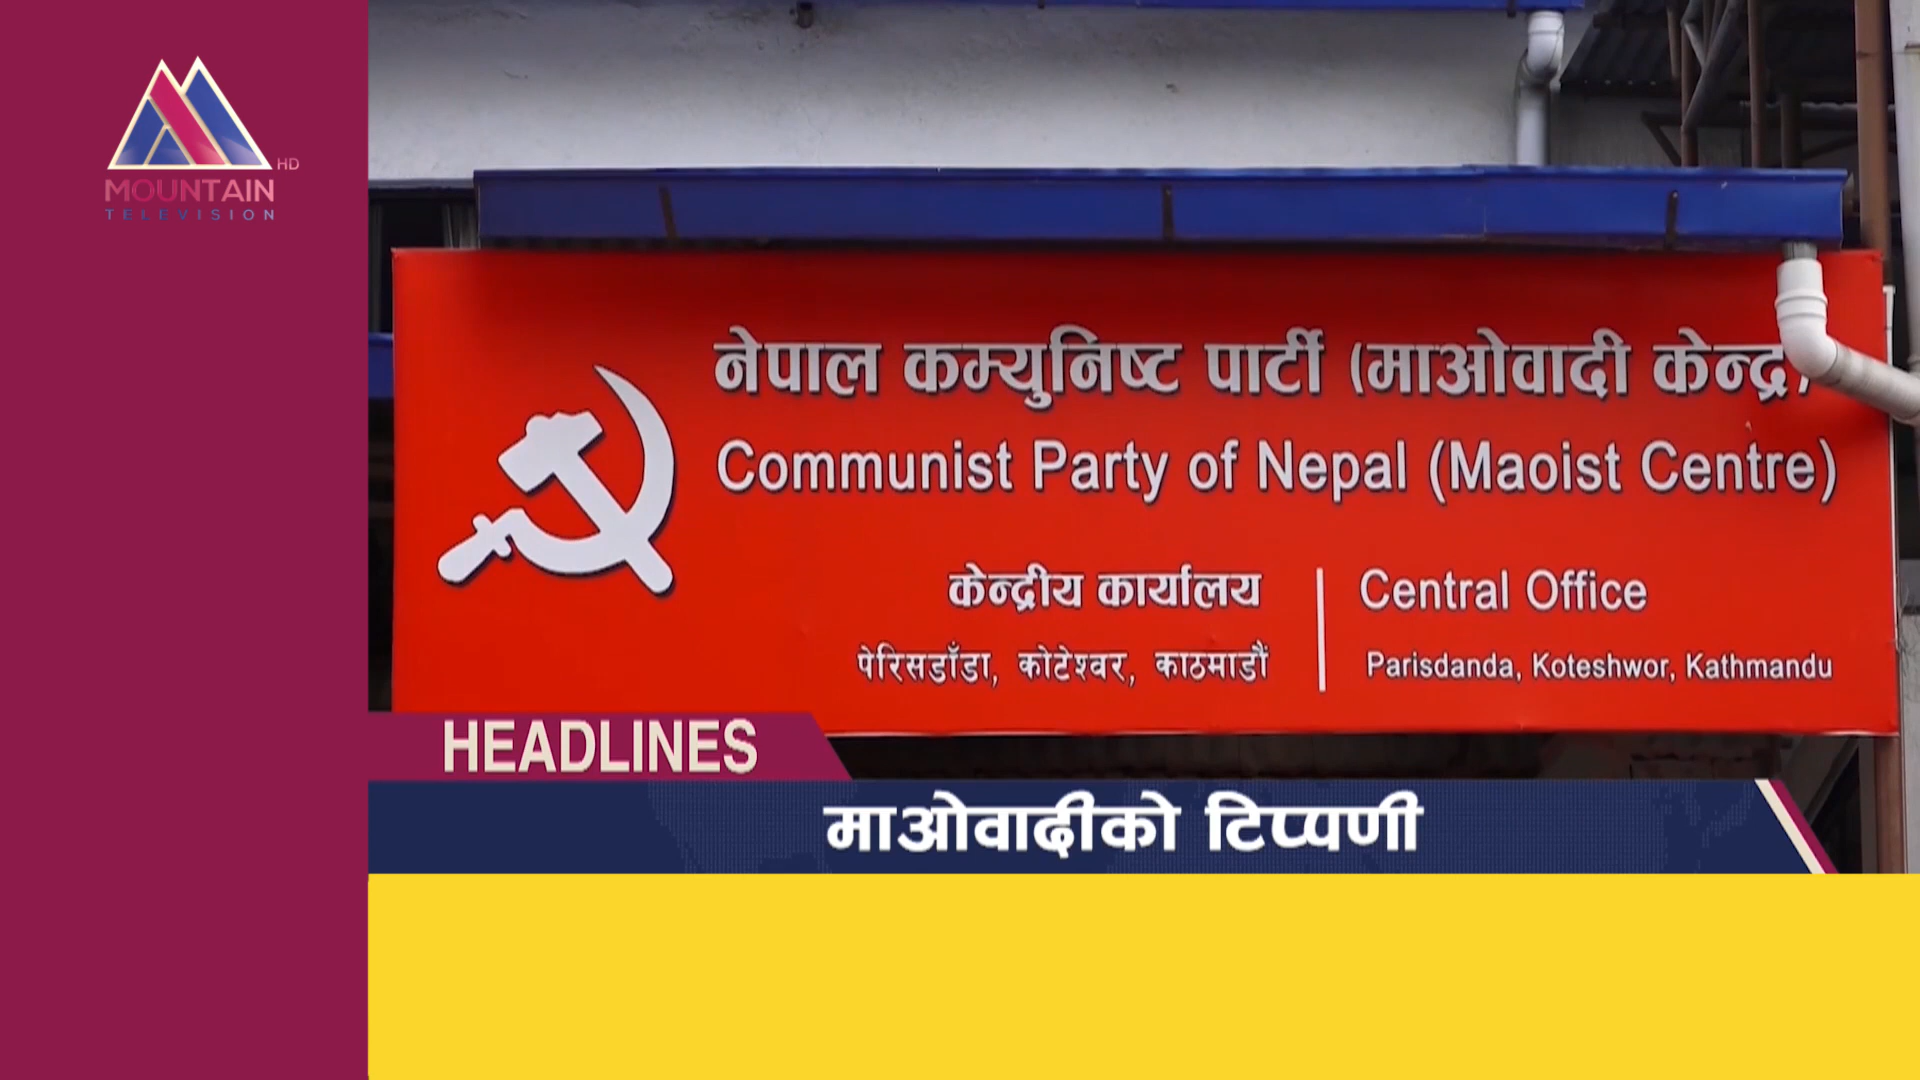 HD
MOUNTAIN
TELEVISION
नेपाल कम्युनिष्ट पार्टी (माओवादी केन्द्र)
Communist Party of Nepal (Maoist Centre)
केन्द्रीय कार्यालय
पेरिसडाँडा, कोटेश्वर, काठमाडौं
Central Office
Parisdanda, Koteshwor, Kathmandu
HEADLINES
माओवादीको टिप्पणी